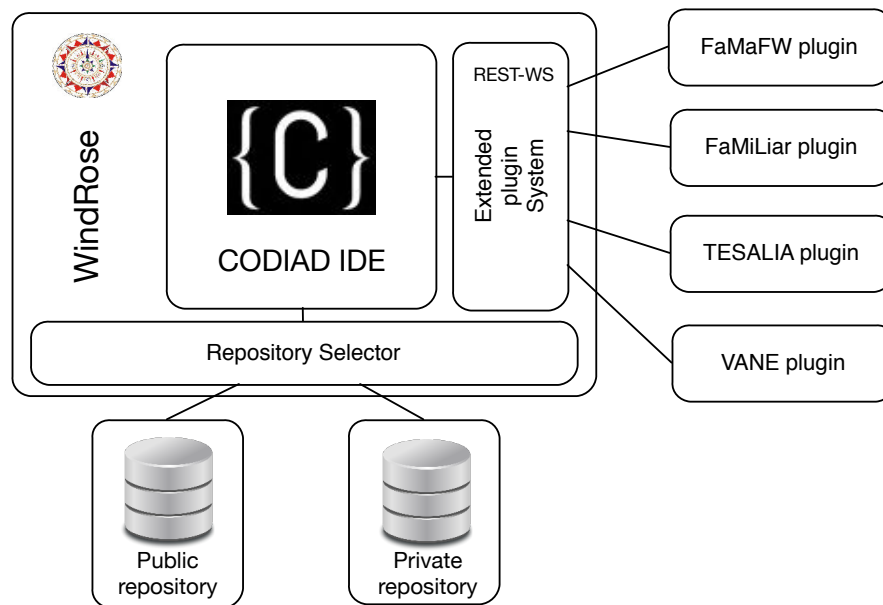 WindRose
{C}
CODIAD IDE
REST-WS
Extended
plugin
System
Repository Selector
FaMaFW plugin
FaMiLiar plugin
TESALIA plugin
VANE plugin
Public
repository
Private
repository